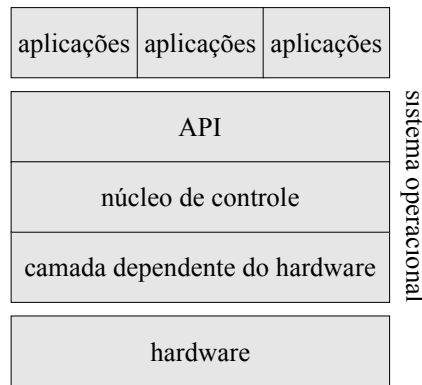 aplicações aplicações aplicações
API
núcleo de controle
camada dependente do hardware
hardware
sistema operacional